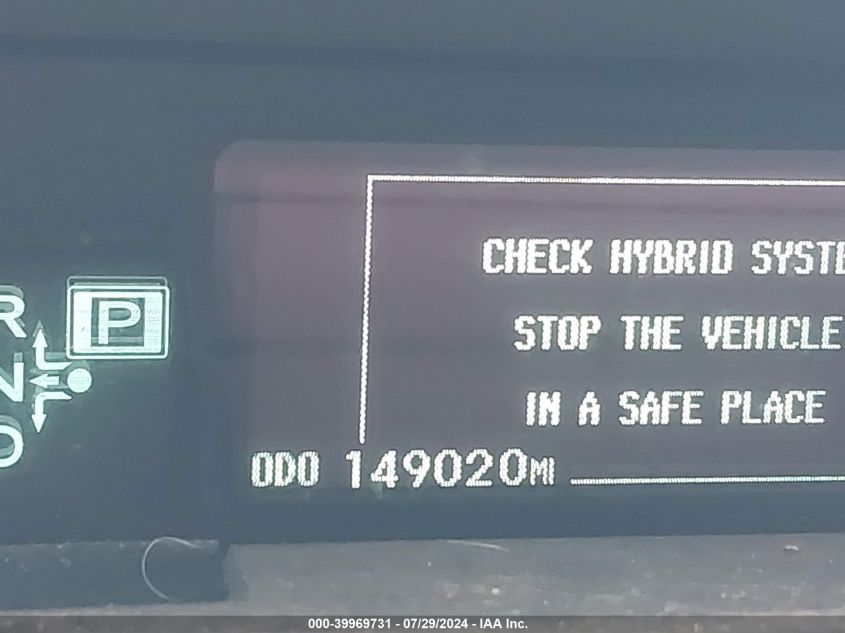 CHECK HYBRID SYSTE
R
P
STOP THE VEHICLE
N
IN A SAFE PLACE
D
ODO 149020MI
000-39969731 - 07/29/2024 - IAA Inc.